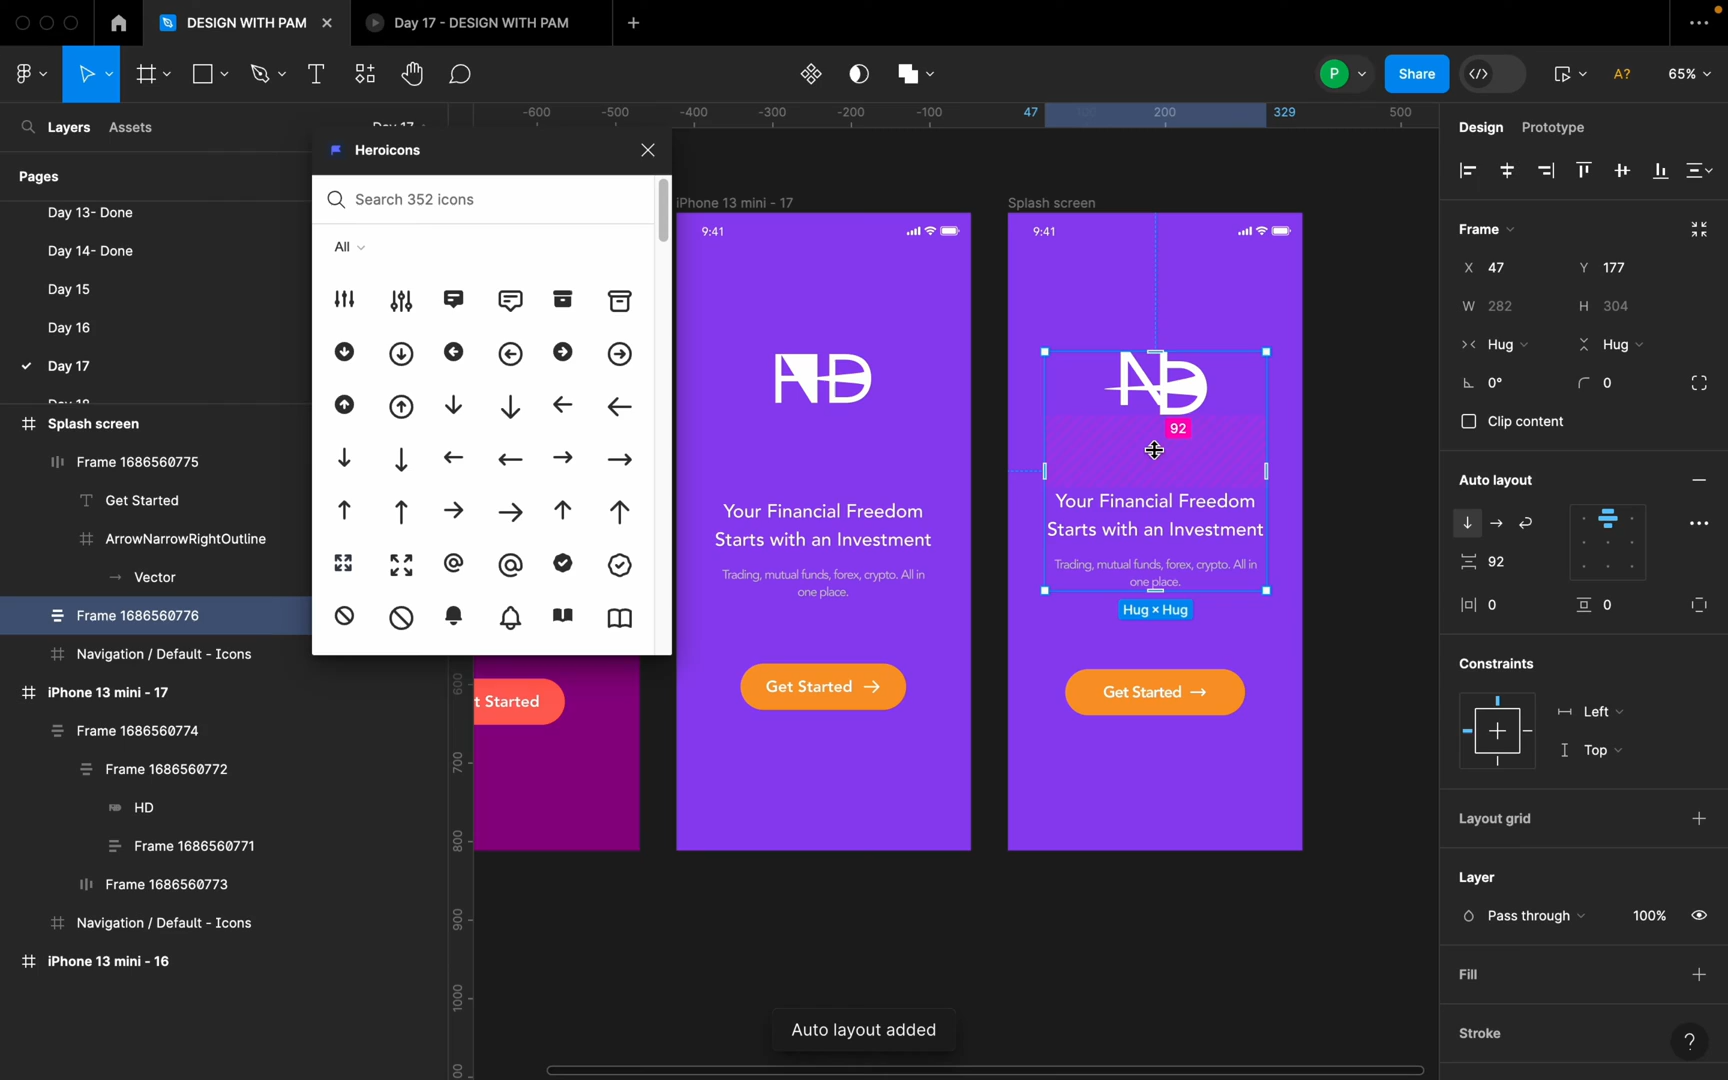 DESIGN WITH PAM
Day 17 - DESIGN WITH PAM
P
Share
A?
65%
Layers
Assets
Day 17
Pages
Day 13- Done
Day 14- Done
Day 15
Day 16
Day 17
Splash screen
Frame 1686560775
Get Started
ArrowNarrowRightOutline
Vector
Frame 1686560776
Navigation / Default - Icons
iPhone 13 mini - 17
Frame 1686560774
Frame 1686560772
HD
Frame 1686560771
Frame 1686560773
Navigation / Default - Icons
iPhone 13 mini - 16
Heroicons
Search 352 icons
All
-600
-500
-400
-300
-200
-100
47
200
329
500
600
700
800
900
1000
t Started
iPhone 13 mini - 17
9:41
Your Financial Freedom
Starts with an Investment
Trading, mutual funds, forex, crypto. All in
one place.
Get Started
Splash screen
9:41
ND
92
Your Financial Freedom
Starts with an Investment
Trading, mutual funds, forex, crypto. All in
one place.
Hug × Hug
Get Started
Auto layout added
Design
Prototype
Frame
X 47
Y 177
W 282
H 304
Hug
Hug
0°
0
Clip content
Auto layout
92
0
0
Constraints
Left
Top
Layout grid
Layer
Pass through
100%
Fill
Stroke
?